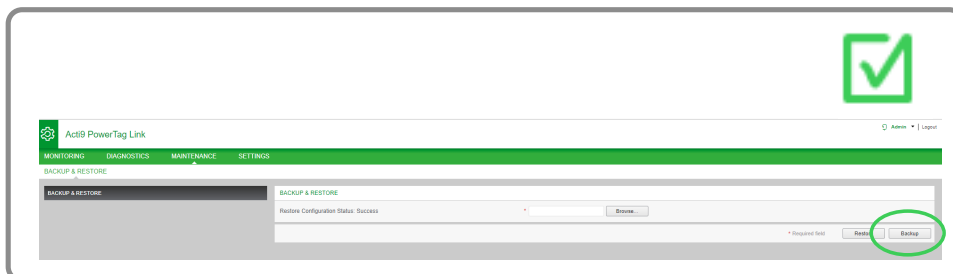 Acti9 PowerTag Link
Admin | Logout
MONITORING DIAGNOSTICS MAINTENANCE SETTINGS
BACKUP & RESTORE
BACKUP & RESTORE
BACKUP & RESTORE
Restore Configuration Status: Success * Browse...
* Required field Restore Backup